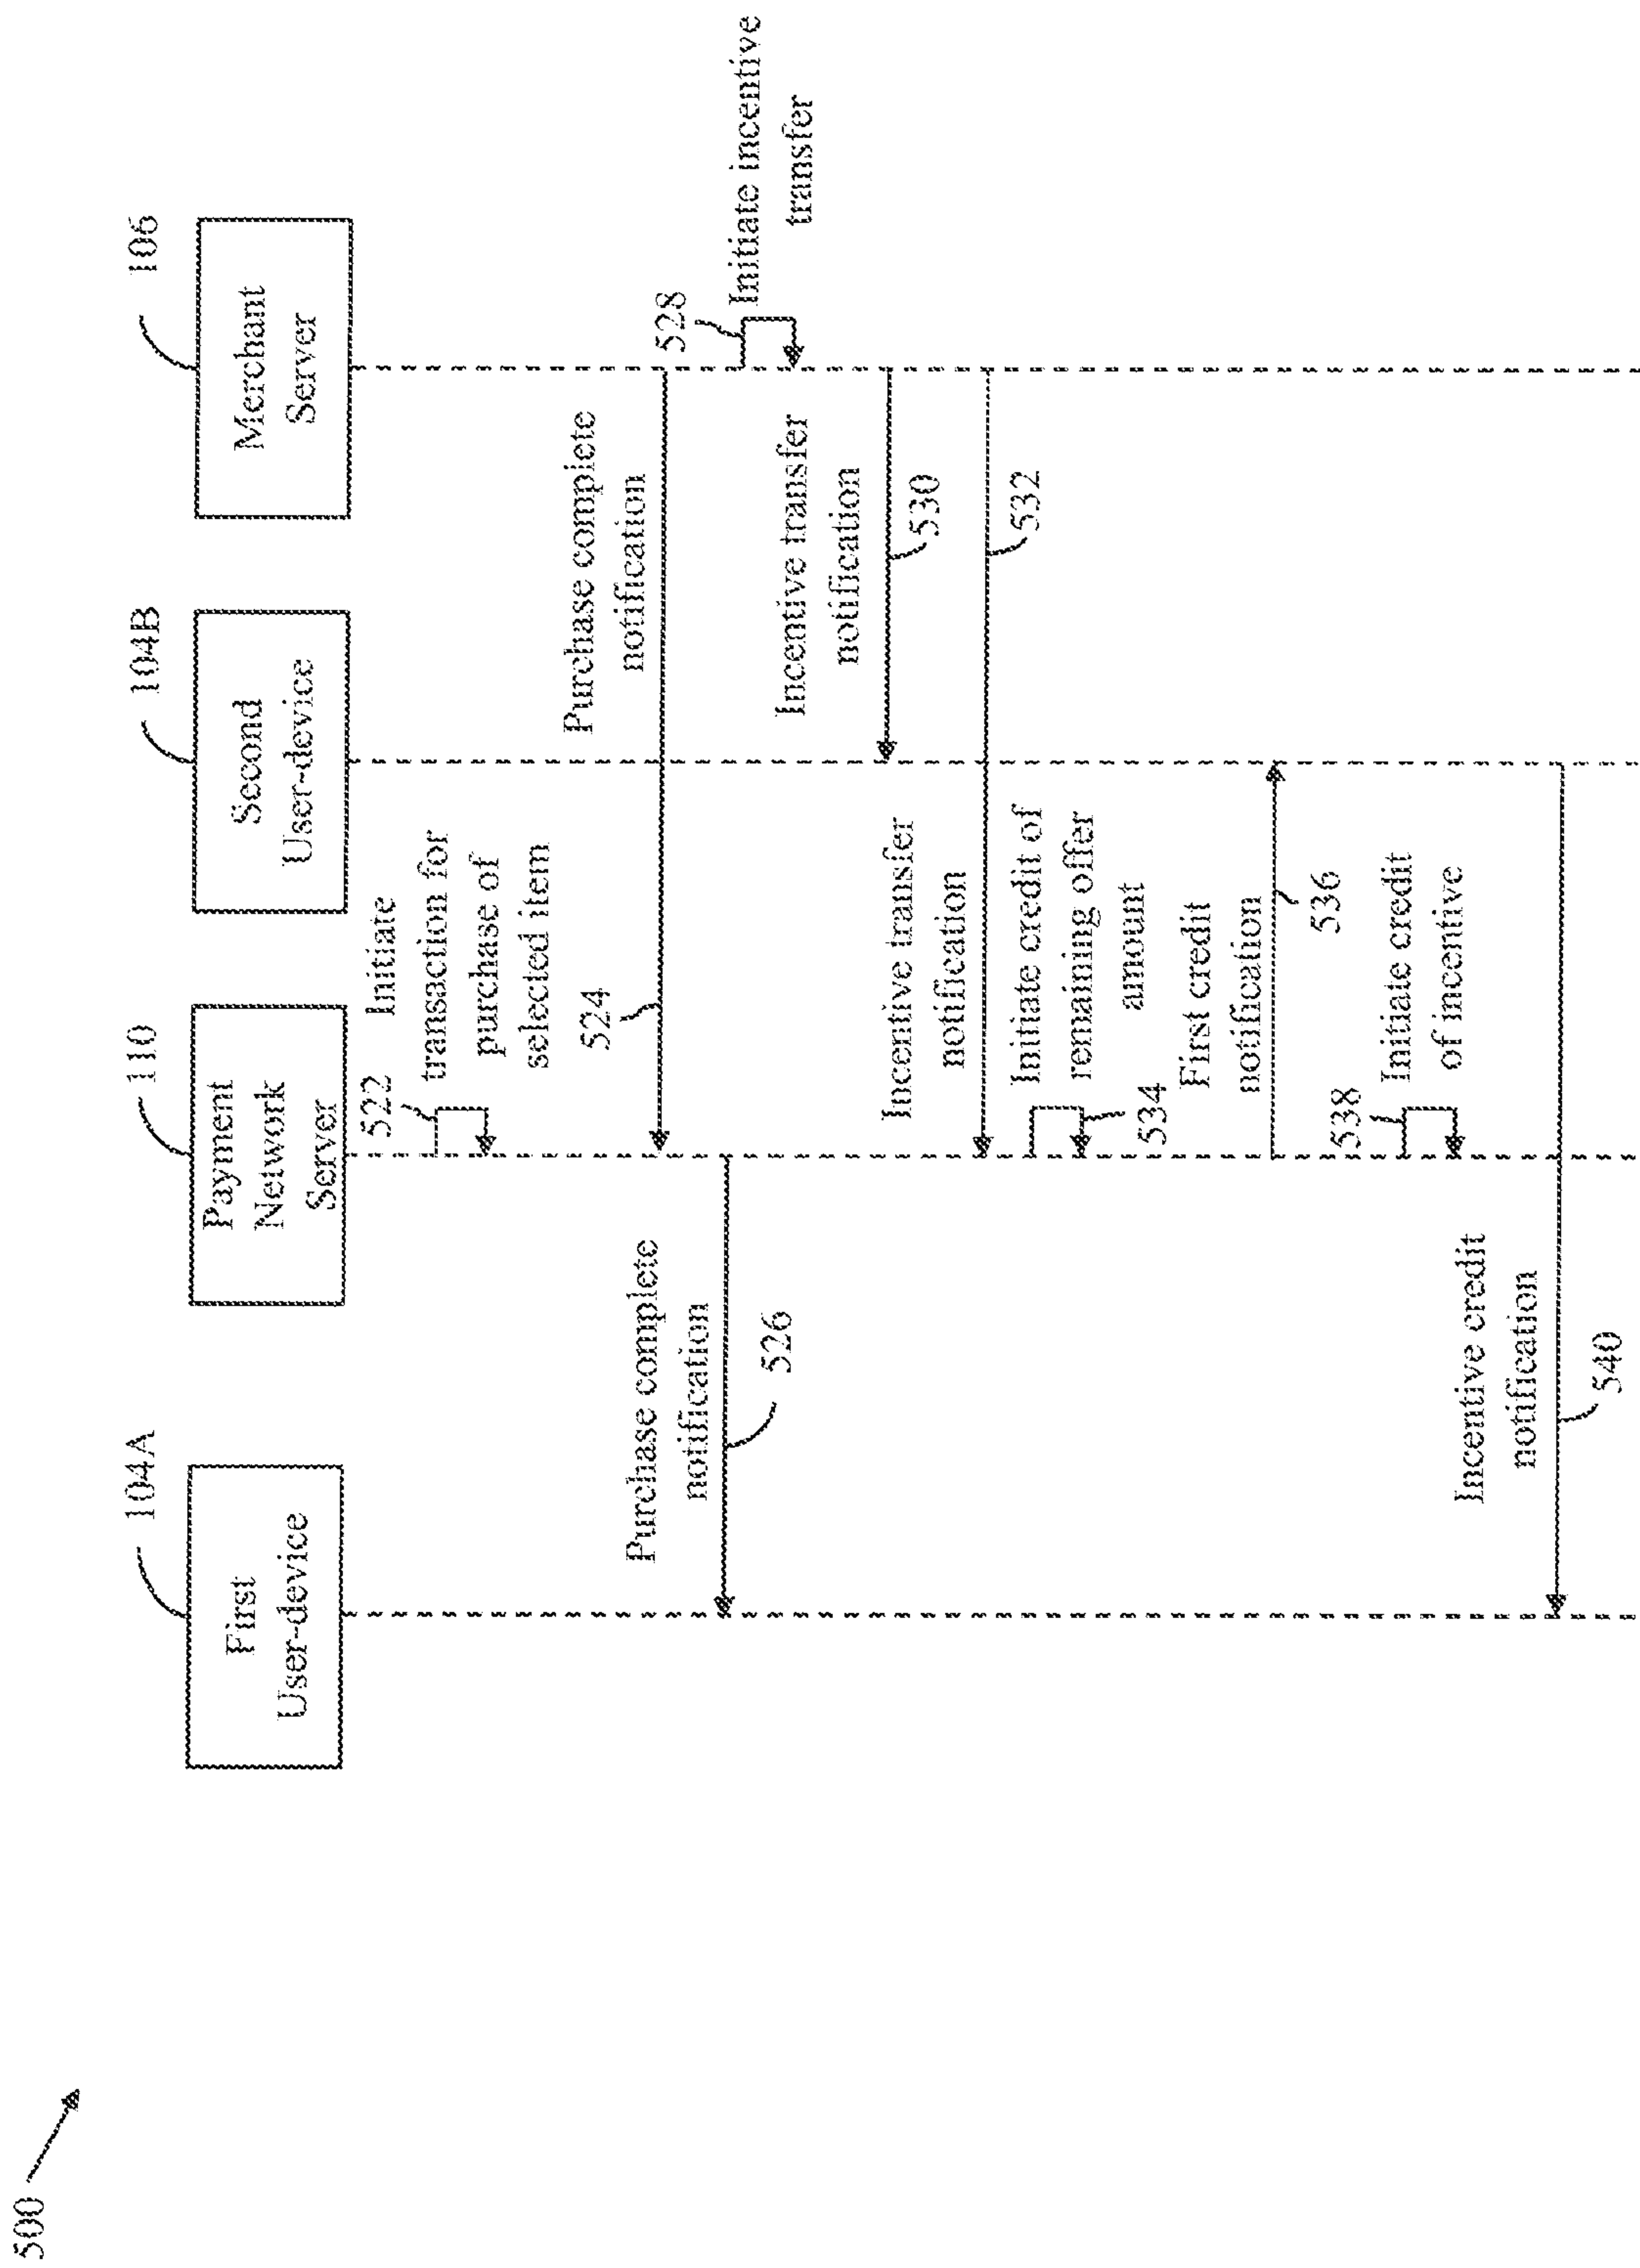 500
104A
First
User-device
110
Payment
Network
Server
104B
Second
User-device
106
Merchant
Server
522
Initiate
transaction for
purchase of
selected item
524
Purchase complete
notification
Purchase complete
notification
526
528
Initiate incentive
transfer
Incentive transfer
notification
530
Incentive transfer
notification
532
Initiate credit of
remaining offer
amount
534
First credit
notification
536
538
Initiate credit
of incentive
Incentive credit
notification
540